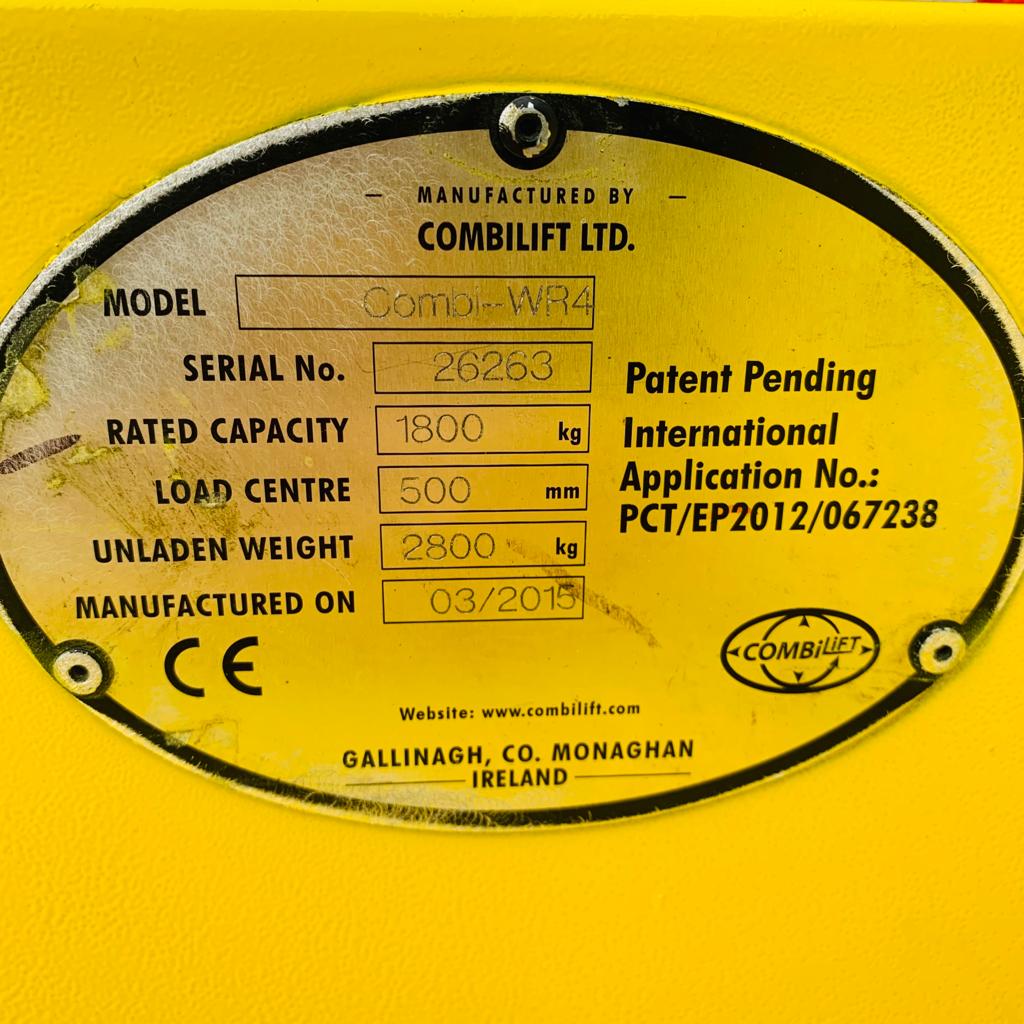 MANUFACTURED BY
COMBILIFT LTD.
MODEL Combi-WR4
SERIAL No. 26263
RATED CAPACITY 1800 kg
LOAD CENTRE 500 mm
UNLADEN WEIGHT 2800 kg
MANUFACTURED ON 03/2015
Patent Pending
International
Application No.:
PCT/EP2012/067238
CE
COMBiLiFT
Website: www.combilift.com
GALLINAGH, CO. MONAGHAN
IRELAND